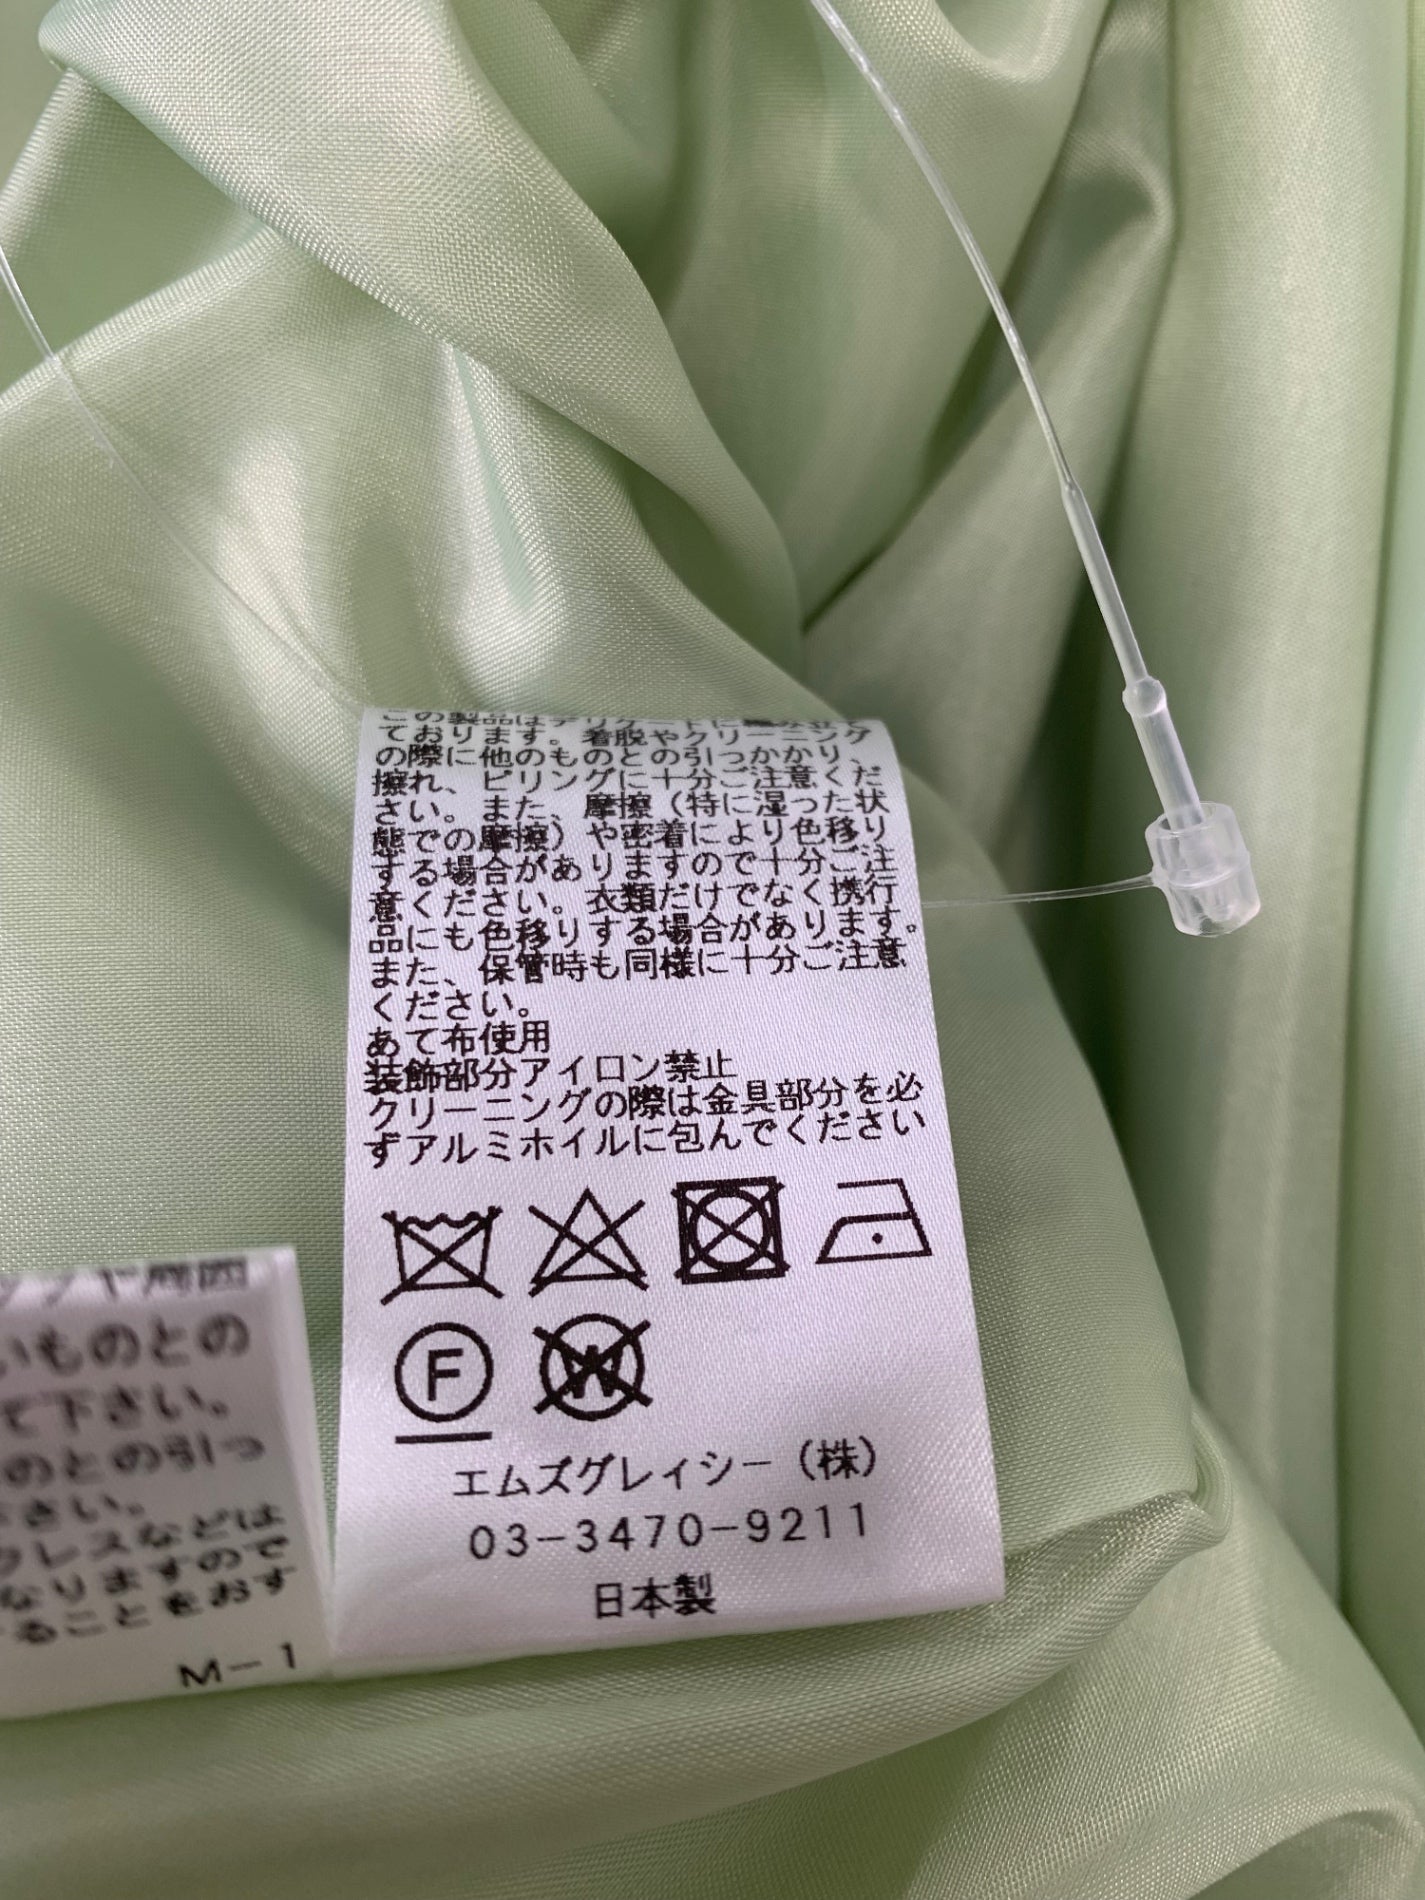 ております。着脱やクリーニング
の際に他のものとの引っかかり、
擦れ、ピリングに十分ご注意くだ
さい。また、摩擦（特に湿った状
態での摩擦）や密着により色移り
する場合がありますので十分ご注
意ください。衣類だけでなく携行
品にも色移りする場合があります。
また、保管時も同様に十分ご注意
ください。
あて布使用
装飾部分アイロン禁止
クリーニングの際は金具部分を必
ずアルミホイルに包んでください
F
W
エムズグレィシー（株）
03-3470-9211
日本製
いものとの
て下さい。
のとの引っ
さい。
クレスなどは
なりますので
ることをおす
M-1